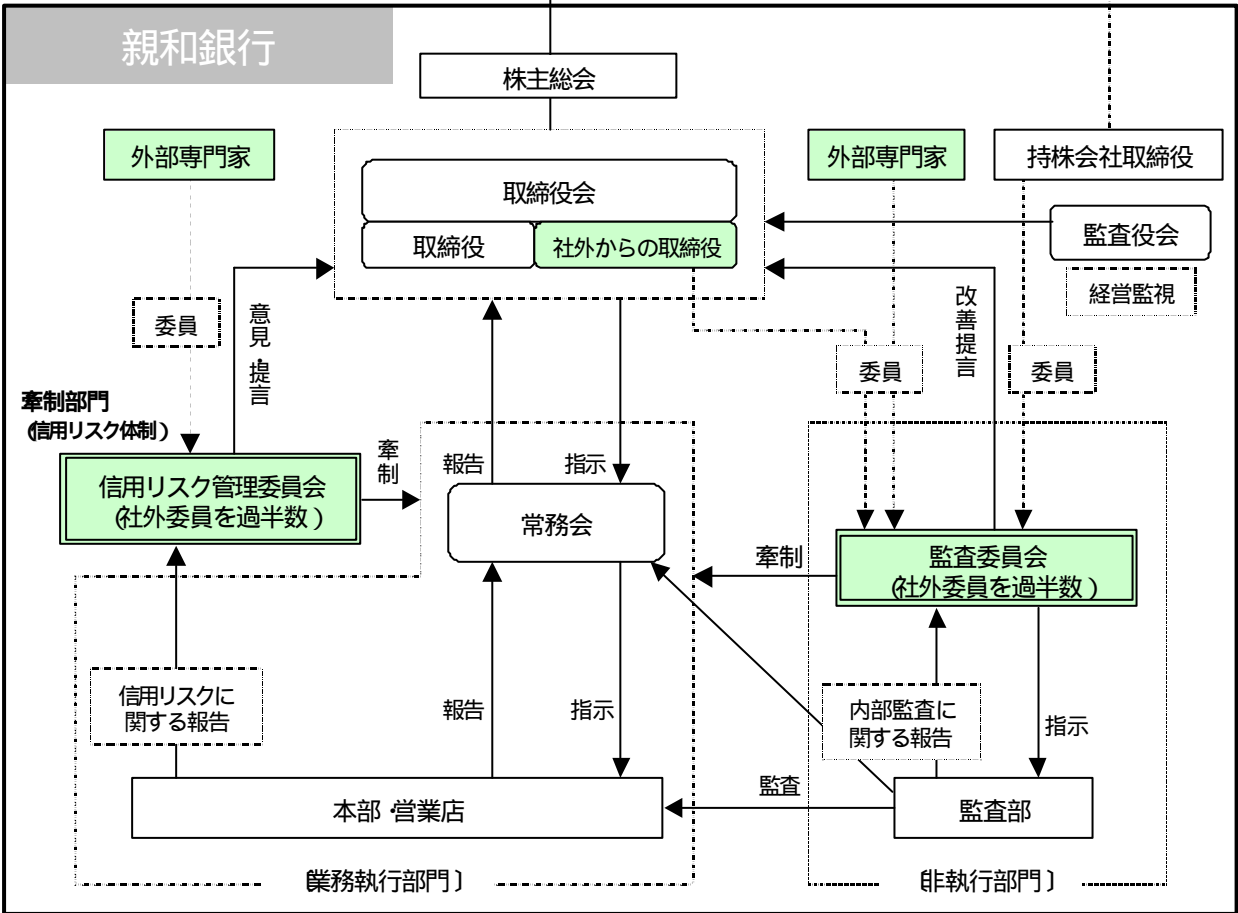 親和銀行
株主総会
外部専門家
外部専門家
持株会社取締役
取締役会
取締役
社外からの取締役
監査役会
経営監視
委員
意見・提言
改善提言
委員
委員
牽制部門
(信用リスク体制)
信用リスク管理委員会
(社外委員を過半数)
牽制
報告
指示
常務会
牽制
監査委員会
(社外委員を過半数)
信用リスクに
関する報告
報告
指示
内部監査に
関する報告
指示
本部・営業店
監査
監査部
〔業務執行部門〕
〔非執行部門〕